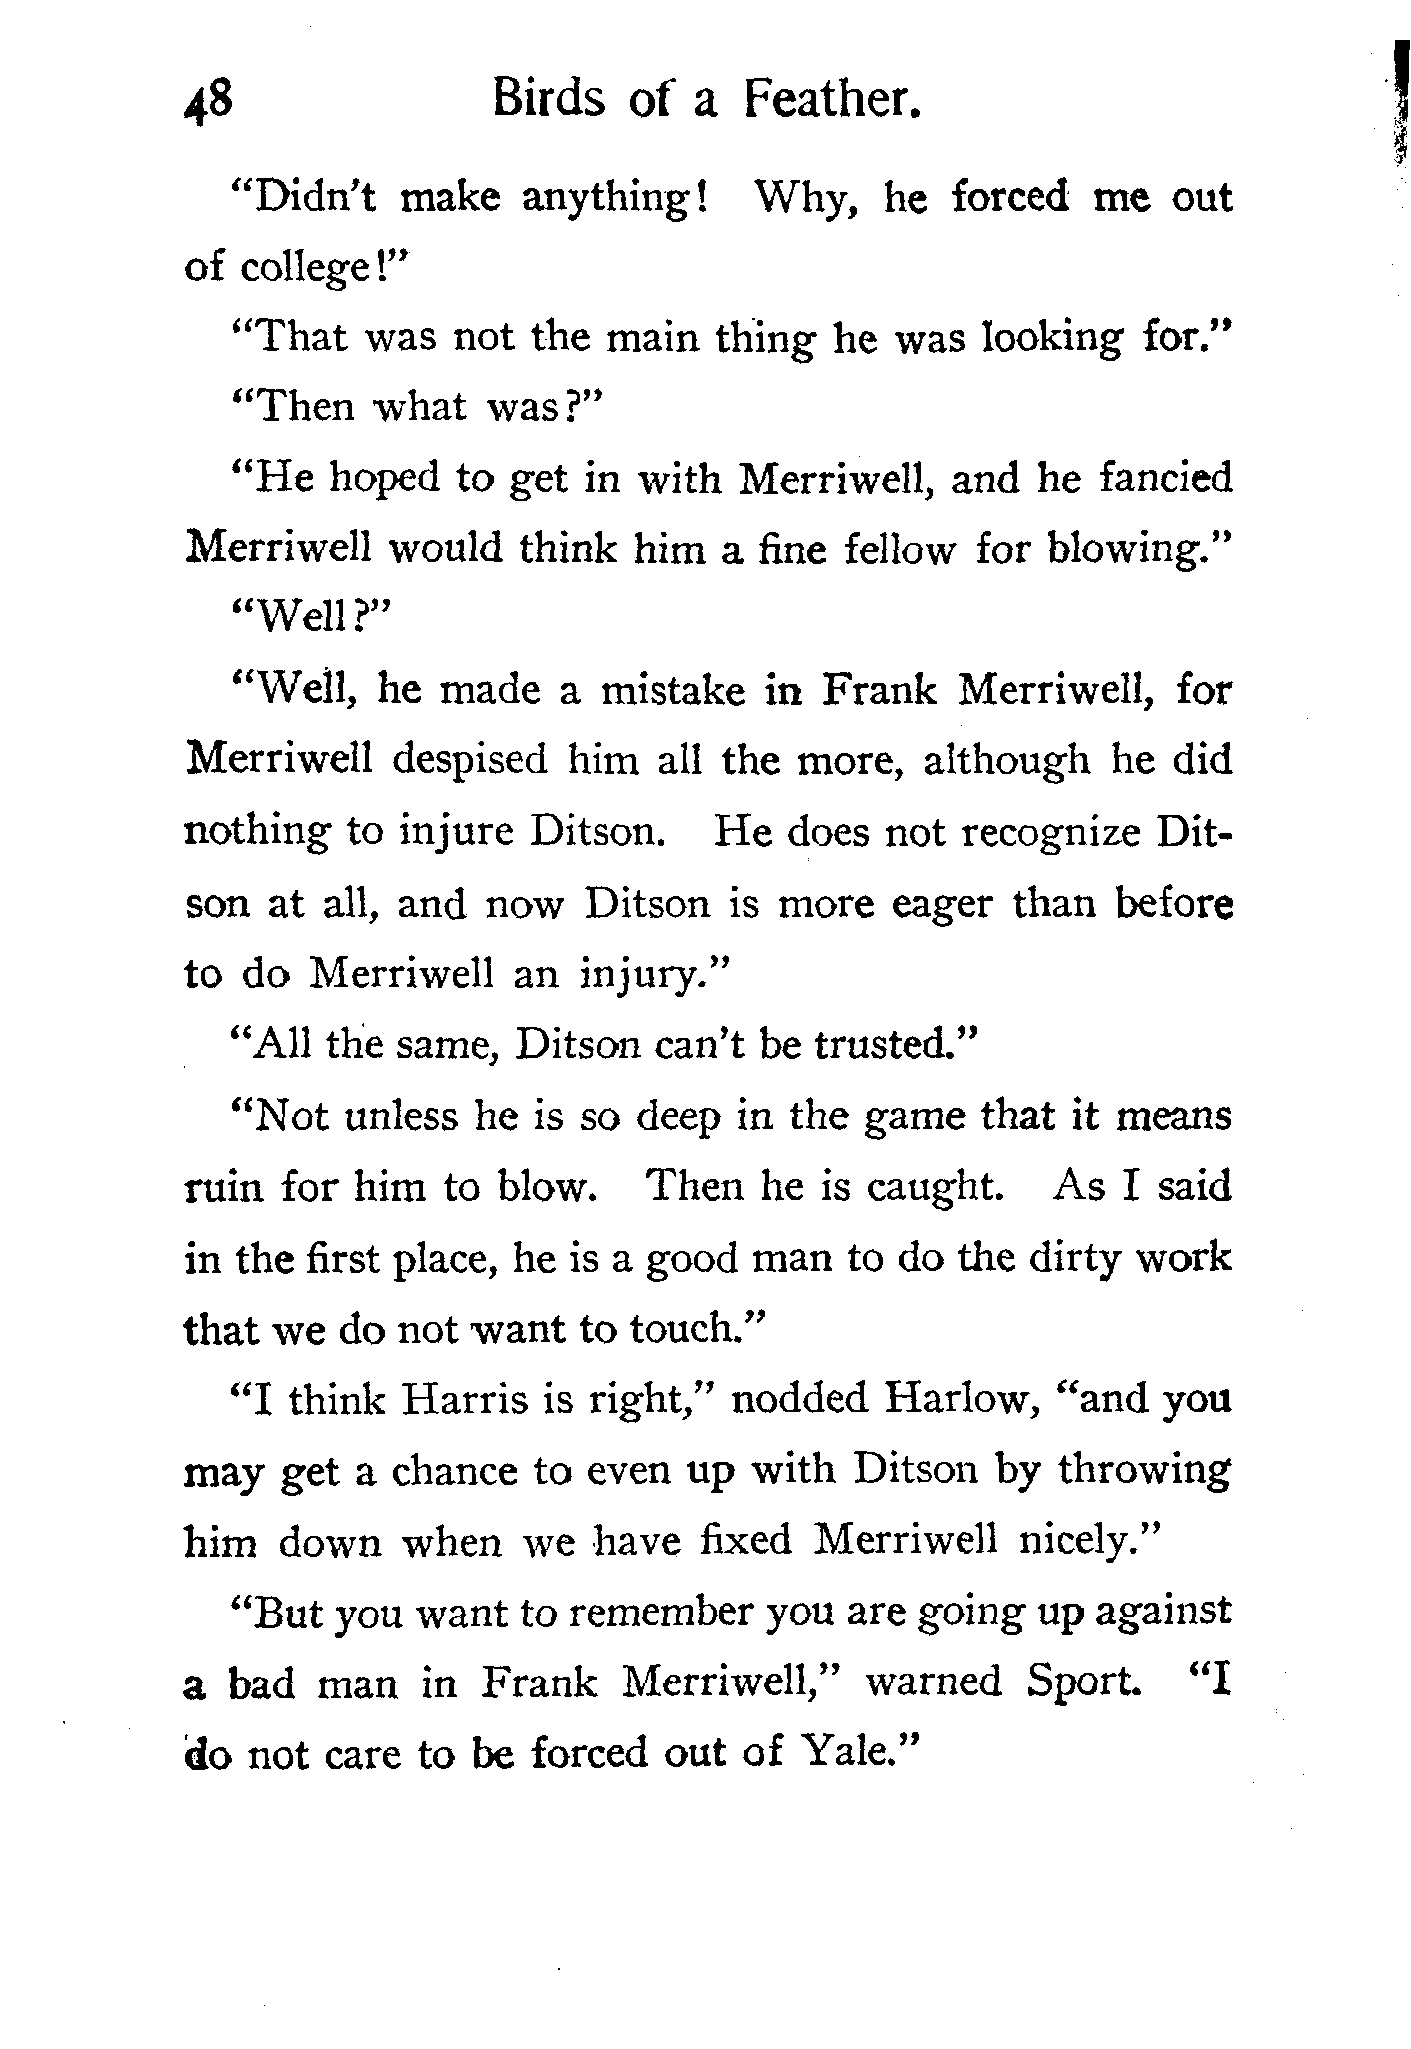 48 Birds of a Feather.
“Didn't make anything! Why, he forced me out
of college!”
“That was not the main thing he was looking for.”
“Then what was?”
“He hoped to get in with Merriwell, and he fancied
Merriwell would think him a fine fellow for blowing.”
“Well?”
“Well, he made a mistake in Frank Merriwell, for
Merriwell despised him all the more, although he did
nothing to injure Ditson. He does not recognize Dit-
son at all, and now Ditson is more eager than before
to do Merriwell an injury.”
“All the same, Ditson can't be trusted.”
“Not unless he is so deep in the game that it means
ruin for him to blow. Then he is caught. As I said
in the first place, he is a good man to do the dirty work
that we do not want to touch.”
“I think Harris is right,” nodded Harlow, “and you
may get a chance to even up with Ditson by throwing
him down when we have fixed Merriwell nicely.”
“But you want to remember you are going up against
a bad man in Frank Merriwell,” warned Sport. “I
do not care to be forced out of Yale.”